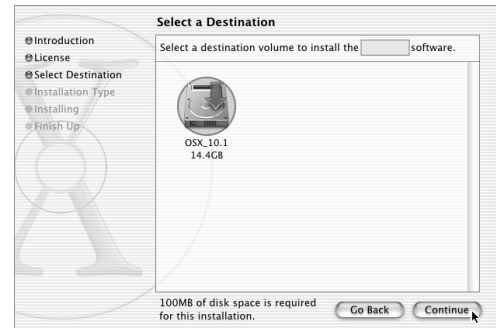 Select a Destination
Introduction
License
Select Destination
Installation Type
Installing
Finish Up
Select a destination volume to install the software.
OSX_10.1
14.4GB
100MB of disk space is required
for this installation.
Go Back
Continue